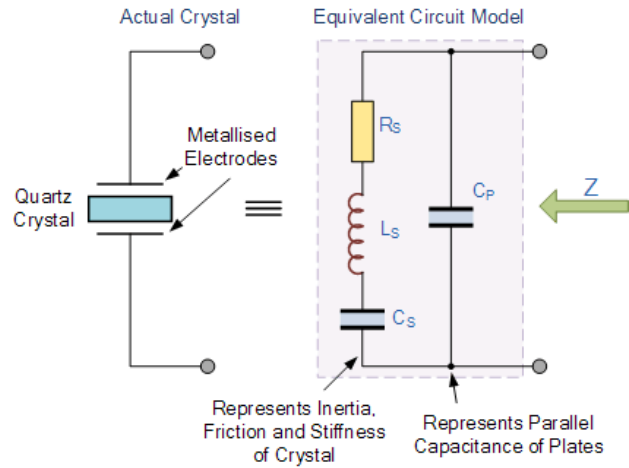 Actual Crystal
Equivalent Circuit Model
Metallised
Electrodes
Quartz
Crystal
RS
LS
CS
CP
Z
Represents Inertia,
Friction and Stiffness
of Crystal
Represents Parallel
Capacitance of Plates